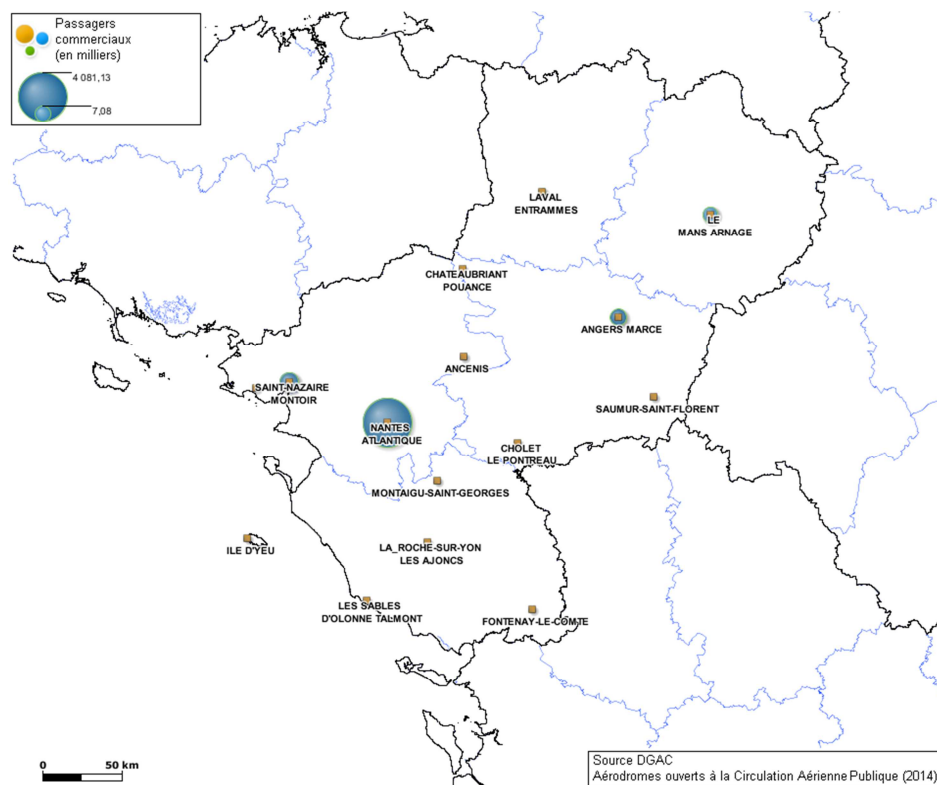 Passagers
commerciaux
(en milliers)
4 081,13
7,08
LAVAL
ENTRAMMES
LE
MANS ARNAGE
CHATEAUBRIANT
POUANCE
ANGERS MARCE
ANCENIS
SAINT-NAZAIRE
MONTOIR
SAUMUR-SAINT-FLORENT
NANTES
ATLANTIQUE
CHOLET
LE PONTREAU
MONTAIGU-SAINT-GEORGES
ILE D'YEU
LA_ROCHE-SUR-YON
LES AJONCS
LES SABLES
D'OLONNE TALMONT
FONTENAY-LE-COMTE
0 50 km
Source DGAC
Aérodromes ouverts à la Circulation Aérienne Publique (2014)